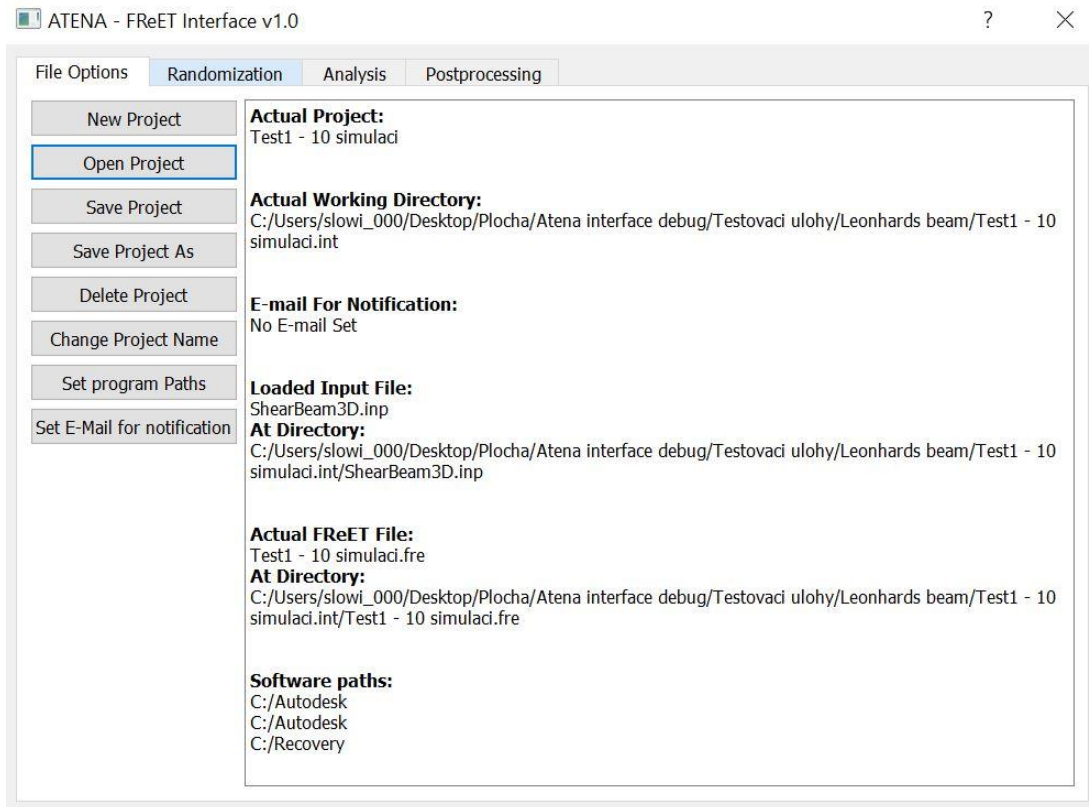 ATENA - FReET Interface v1.0
?
File Options
Randomization
Analysis
Postprocessing
New Project
Open Project
Save Project
Save Project As
Delete Project
Change Project Name
Set program Paths
Set E-Mail for notification
Actual Project:
Test1 - 10 simulaci
Actual Working Directory:
C:/Users/slowi_000/Desktop/Plocha/Atena interface debug/Testovaci ulohy/Leonhards beam/Test1 - 10
simulaci.int
E-mail For Notification:
No E-mail Set
Loaded Input File:
ShearBeam3D.inp
At Directory:
C:/Users/slowi_000/Desktop/Plocha/Atena interface debug/Testovaci ulohy/Leonhards beam/Test1 - 10
simulaci.int/ShearBeam3D.inp
Actual FReET File:
Test1 - 10 simulaci.fre
At Directory:
C:/Users/slowi_000/Desktop/Plocha/Atena interface debug/Testovaci ulohy/Leonhards beam/Test1 - 10
simulaci.int/Test1 - 10 simulaci.fre
Software paths:
C:/Autodesk
C:/Autodesk
C:/Recovery